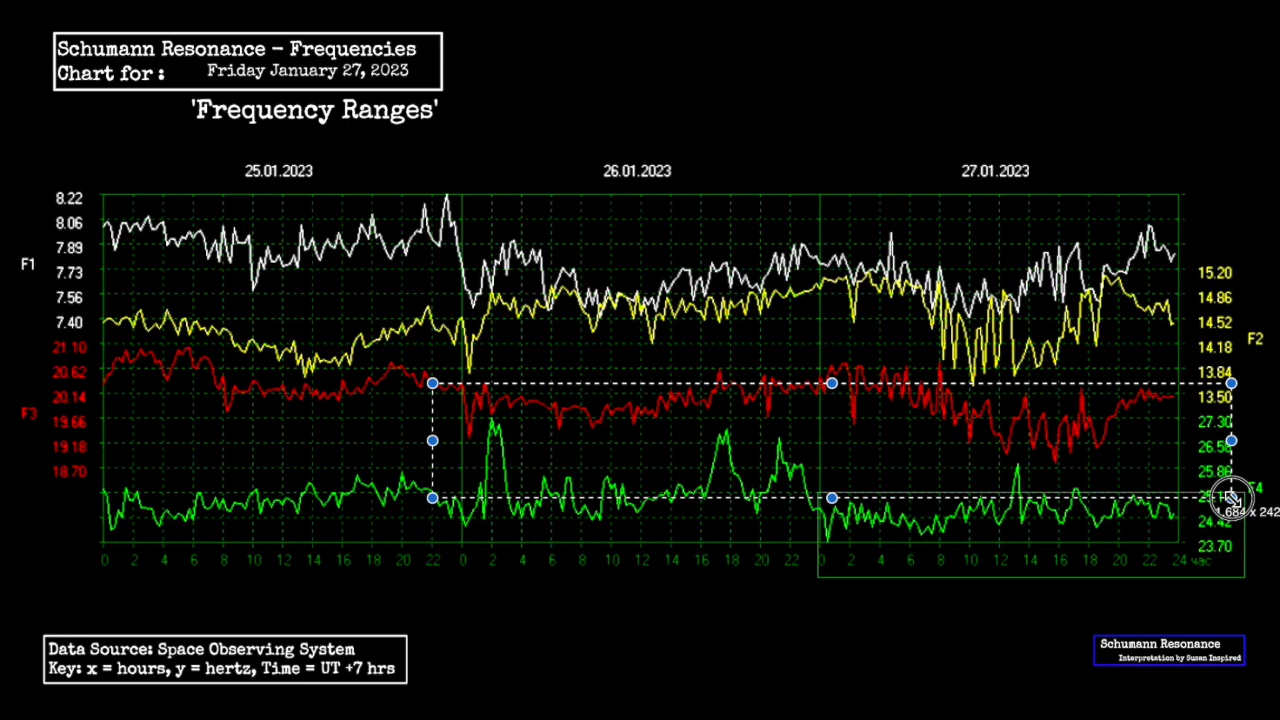 Schumann Resonance - Frequencies
Chart for : Friday January 27, 2023
'Frequency Ranges'
25.01.2023 26.01.2023 27.01.2023
8.22
8.06
7.89
F1
7.73
15.20
7.56
14.86
7.40
14.52
F2
21.10
14.18
20.62
13.84
20.14
13.50
F3
19.66
27.30
19.18
18.70
F4
24.42
23.70
1,684 x 242
0 2 4 6 8 10 12 14 16 18 20 22 0 2 4 6 8 10 12 14 16 18 20 22 0 2 4 6 8 10 12 14 16 18 20 22 24 час
Data Source: Space Observing System
Key: x = hours, y = hertz, Time = UT +7 hrs
Schumann Resonance
Interpretation by Susan Inspired